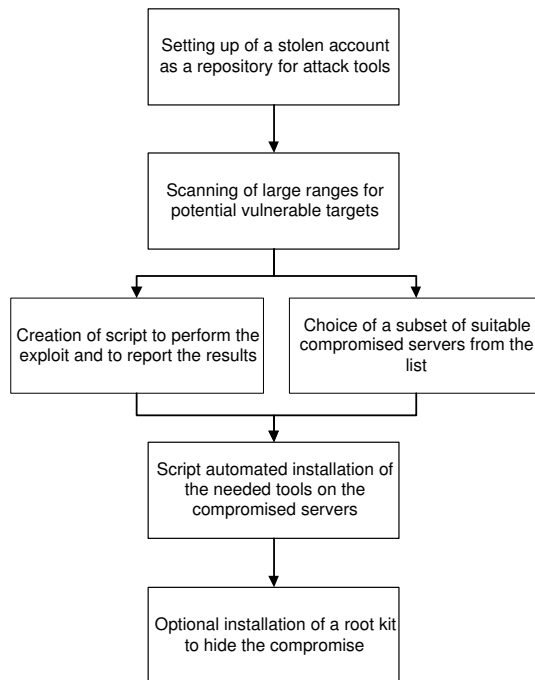 Setting up of a stolen account
as a repository for attack tools
Scanning of large ranges for
potential vulnerable targets
Creation of script to perform the
exploit and to report the results
Choice of a subset of suitable
compromised servers from the
list
Script automated installation of
the needed tools on the
compromised servers
Optional installation of a root kit
to hide the compromise